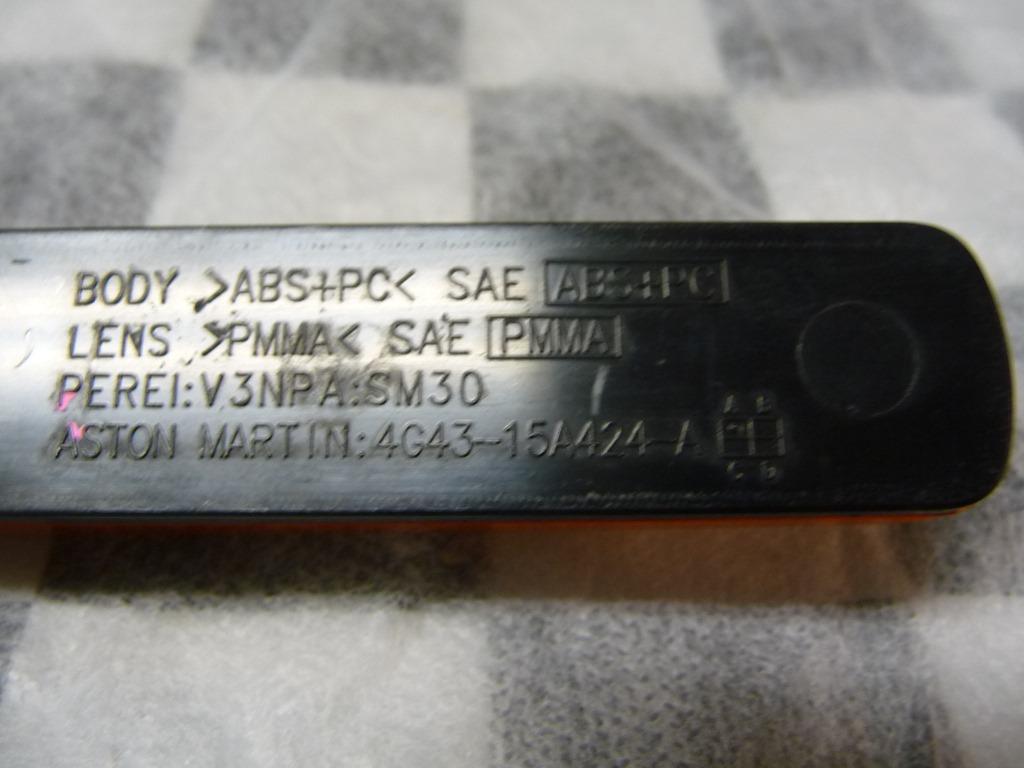 BODY >ABS+PC< SAE ABS+PC
LENS >PMMA< SAE PMMA
PEREI:V3NPA:SM30
ASTON MARTIN:4G43-15A424-A
A B
C D